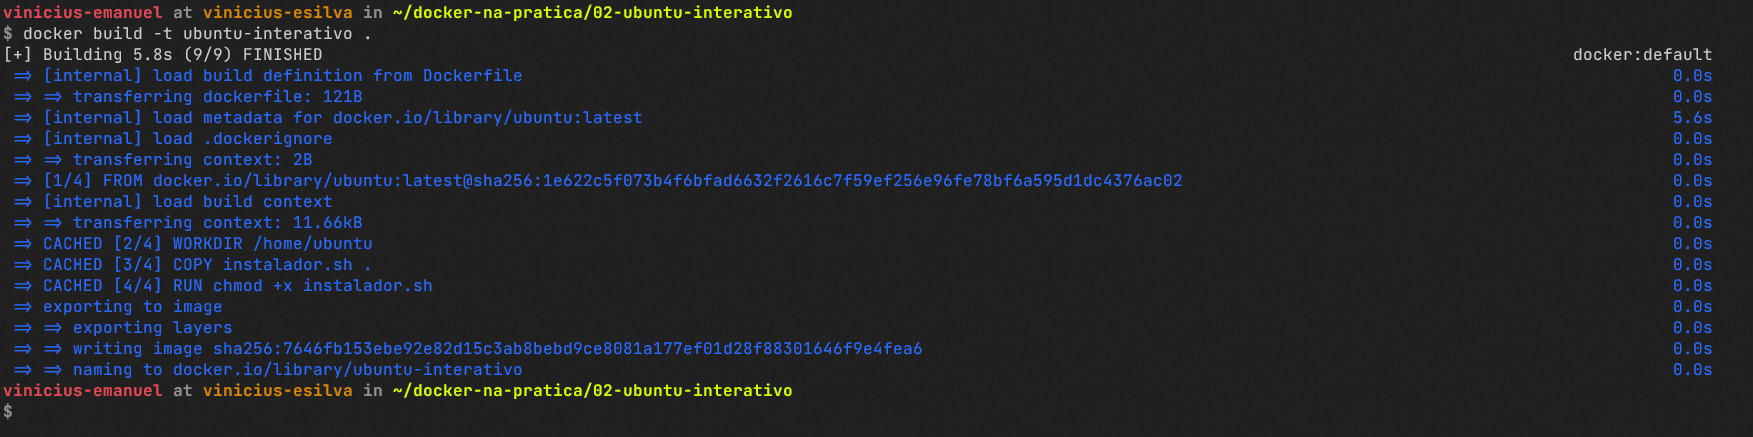 vinicius-emanuel at vinicius-esilva in ~/docker-na-pratica/02-ubuntu-interativo
$ docker build -t ubuntu-interativo .
[+] Building 5.8s (9/9) FINISHED docker:default
=> [internal] load build definition from Dockerfile 0.0s
=> => transferring dockerfile: 121B 0.0s
=> [internal] load metadata for docker.io/library/ubuntu:latest 5.6s
=> [internal] load .dockerignore 0.0s
=> => transferring context: 2B 0.0s
=> [1/4] FROM docker.io/library/ubuntu:latest@sha256:1e622c5f073b4f6bfad6632f2616c7f59ef256e96fe78bf6a595d1dc4376ac02 0.0s
=> [internal] load build context 0.0s
=> => transferring context: 11.66kB 0.0s
=> CACHED [2/4] WORKDIR /home/ubuntu 0.0s
=> CACHED [3/4] COPY instalador.sh . 0.0s
=> CACHED [4/4] RUN chmod +x instalador.sh 0.0s
=> exporting to image 0.0s
=> => exporting layers 0.0s
=> => writing image sha256:7646fb153ebe92e82d15c3ab8bebd9ce8081a177ef01d28f88301646f9e4fea6 0.0s
=> => naming to docker.io/library/ubuntu-interativo 0.0s
vinicius-emanuel at vinicius-esilva in ~/docker-na-pratica/02-ubuntu-interativo
$